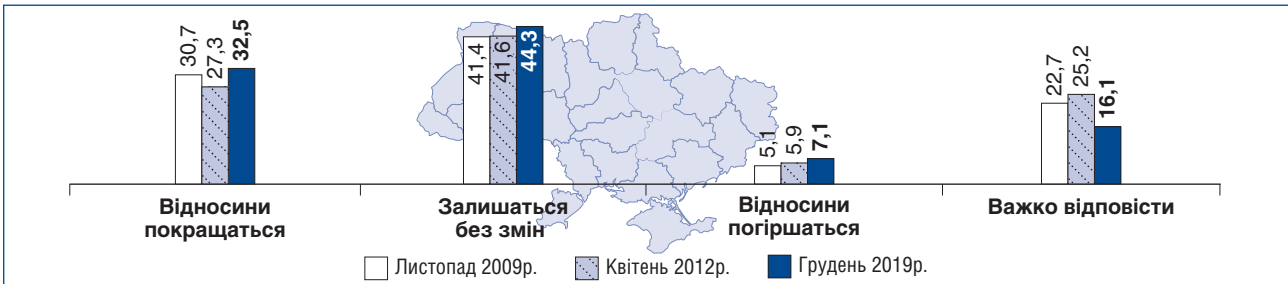 30,7
27,3
32,5
41,4
41,6
44,3
5,1
5,9
7,1
22,7
25,2
16,1
Відносини
покращаться
Залишаться
без змін
Відносини
погіршаться
Важко відповісти
Листопад 2009р.
Квітень 2012р.
Грудень 2019р.